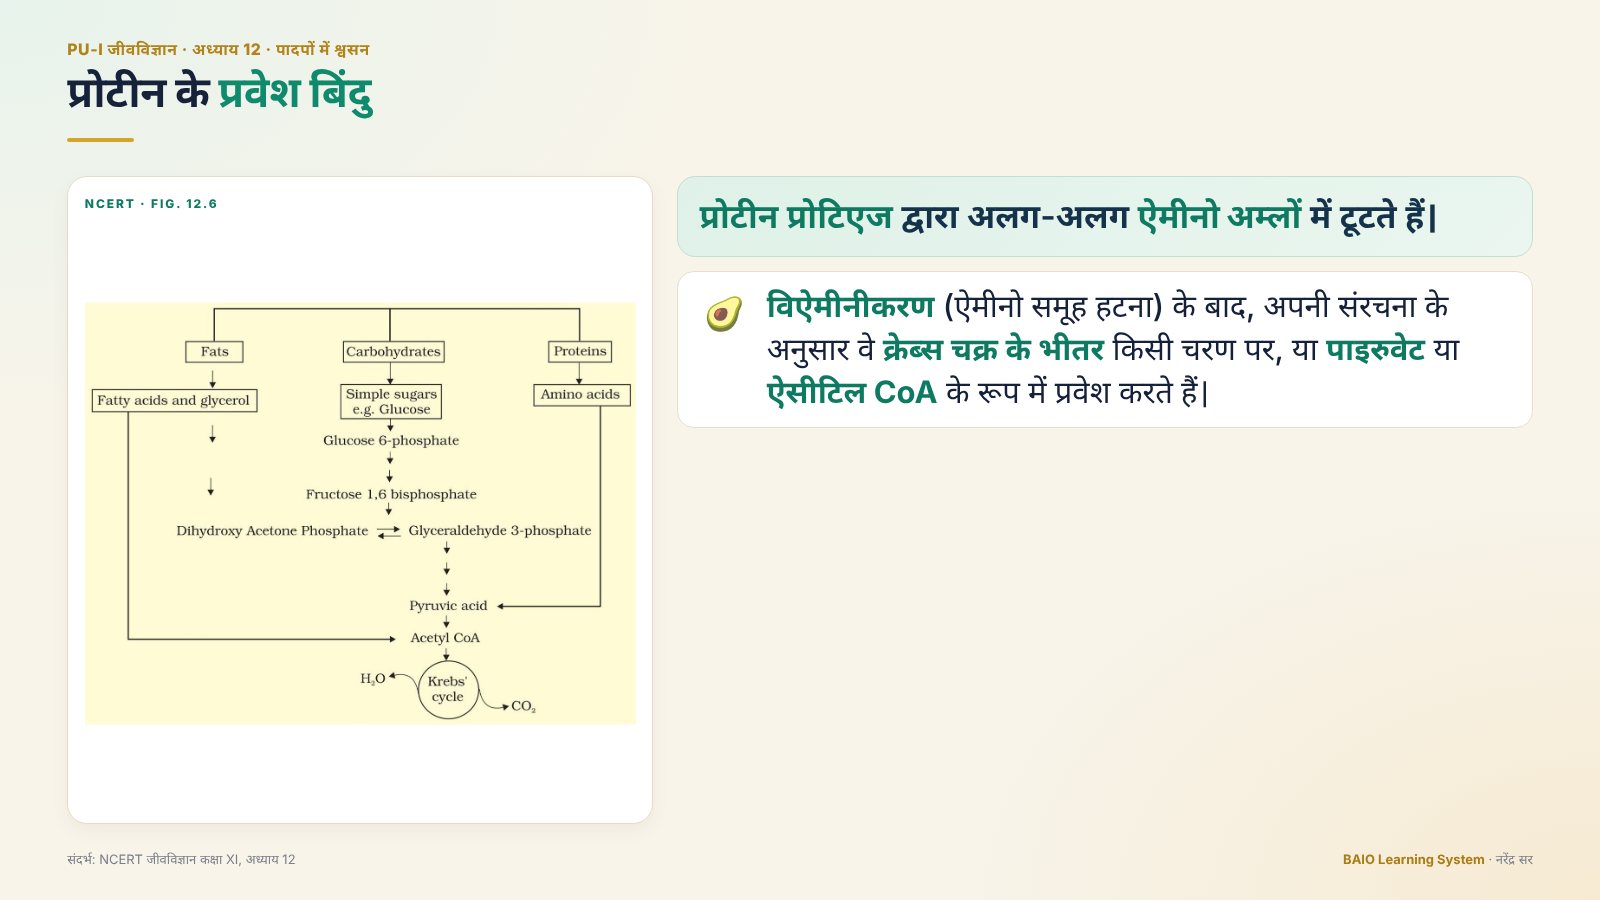 PU-I जीवविज्ञान · अध्याय 12 · पादपों में श्वसन
प्रोटीन के प्रवेश बिंदु
NCERT · FIG. 12.6
Fats
Carbohydrates
Proteins
Fatty acids and glycerol
Simple sugars
e.g. Glucose
Amino acids
Glucose 6-phosphate
Fructose 1,6 bisphosphate
Dihydroxy Acetone Phosphate
Glyceraldehyde 3-phosphate
Pyruvic acid
Acetyl CoA
H₂O
Krebs'
cycle
CO₂
प्रोटीन प्रोटिएज द्वारा अलग-अलग ऐमीनो अम्लों में टूटते हैं|
विऐमीनीकरण (ऐमीनो समूह हटना) के बाद, अपनी संरचना के
अनुसार वे क्रेब्स चक्र के भीतर किसी चरण पर, या पाइरुवेट या
ऐसीटिल CoA के रूप में प्रवेश करते हैं|
संदर्भ: NCERT जीवविज्ञान कक्षा XI, अध्याय 12
BAIO Learning System · नरेंद्र सर